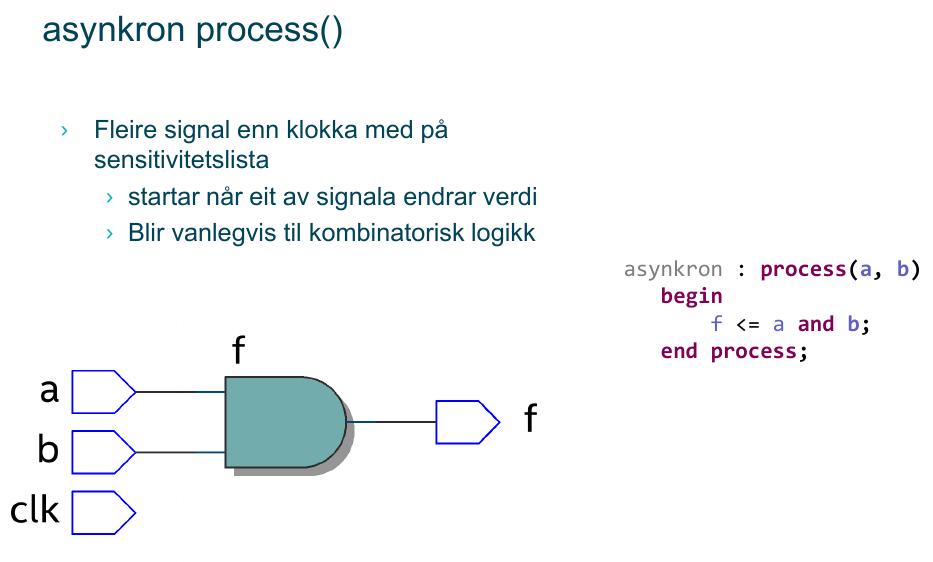 asynkron process()
› Fleire signal enn klokka med på
sensitivitetslista
› startar når eit av signala endrar verdi
› Blir vanlegvis til kombinatorisk logikk
asynkron : process(a, b)
begin
f <= a and b;
end process;
f
a
b
f
clk